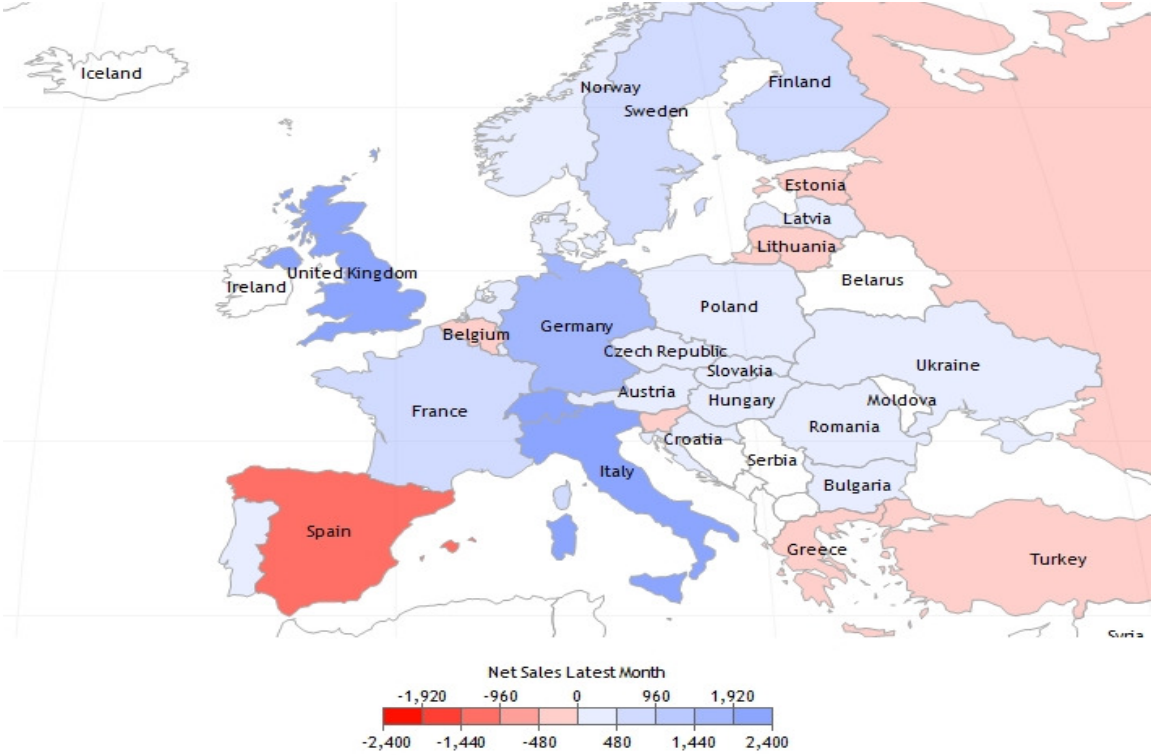 Iceland
Norway
Finland
Sweden
Estonia
Latvia
Lithuania
United Kingdom
Ireland
Belarus
Poland
Germany
Belgium
Czech Republic
Ukraine
Slovakia
Austria
Hungary
Moldova
France
Romania
Croatia
Serbia
Italy
Bulgaria
Spain
Greece
Turkey
Syria
Net Sales Latest Month
-1,920 -960 0 960 1,920
-2,400 -1,440 -480 480 1,440 2,400